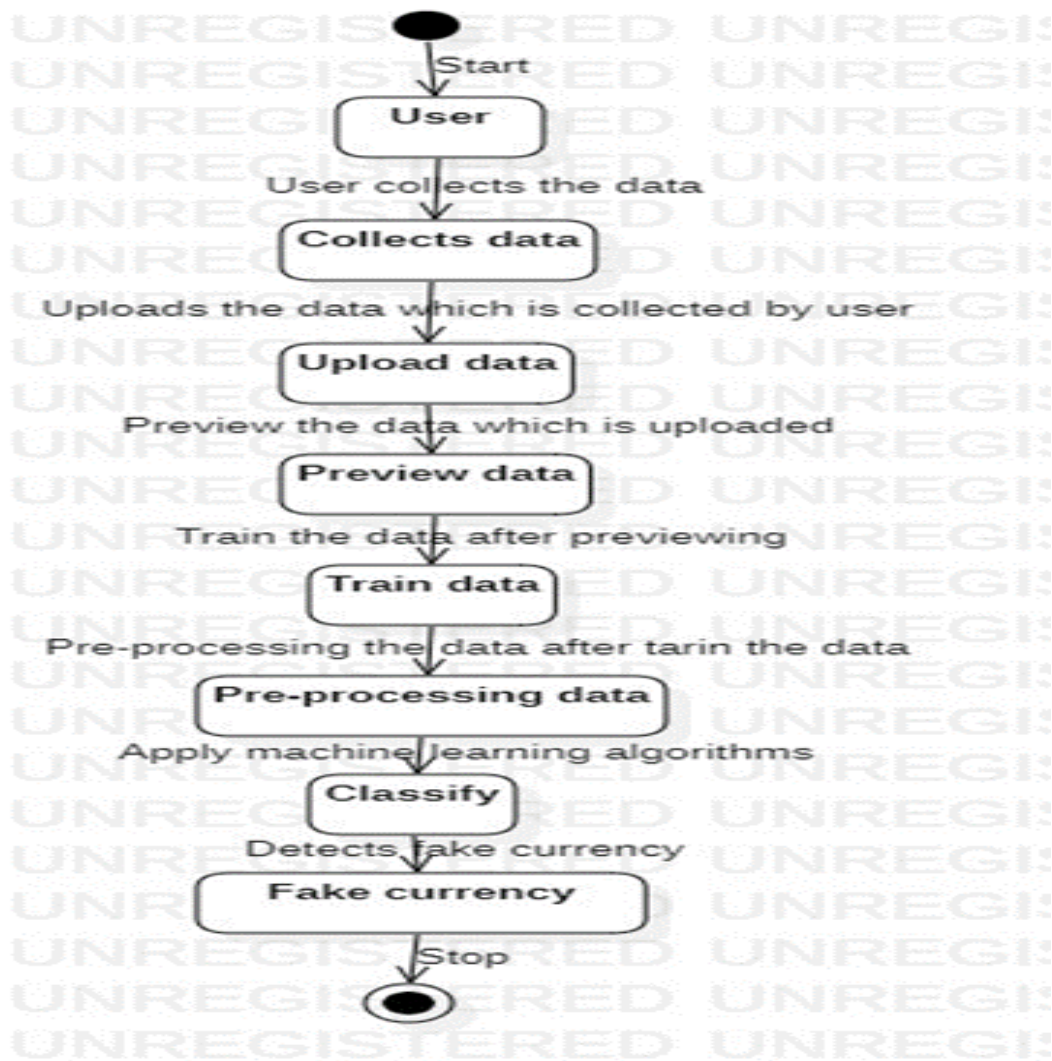 Start
User
User collects the data
Collects data
Uploads the data which is collected by user
Upload data
Preview the data which is uploaded
Preview data
Train the data after previewing
Train data
Pre-processing the data after tarin the data
Pre-processing data
Apply machine learning algorithms
Classify
Detects fake currency
Fake currency
Stop
UNREGISTERED